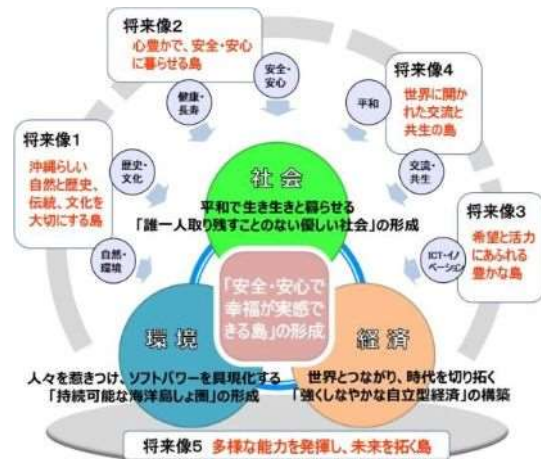 将来像2
心豊かで、安全・安心
に暮らせる島
安全・
安心
健康・
長寿
平和
将来像4
世界に開か
れた交流と
共生の島
将来像1
沖縄らしい
自然と歴史、
伝統、文化を
大切にする島
歴史・
文化
交流・
共生
自然・
環境
ICT・イノ
ベーション
将来像3
希望と活力
にあふれる
豊かな島
社会
平和で生き生きと暮らせる
「誰一人取り残すことのない優しい社会」の形成
「安全・安心で
幸福が実感で
きる島」の形成
環境
人々を惹きつけ、ソフトパワーを具現化する
「持続可能な海洋島しょ圏」の形成
経済
世界とつながり、時代を切り拓く
「強くしなやかな自立型経済」の構築
将来像5 多様な能力を発揮し、未来を拓く島